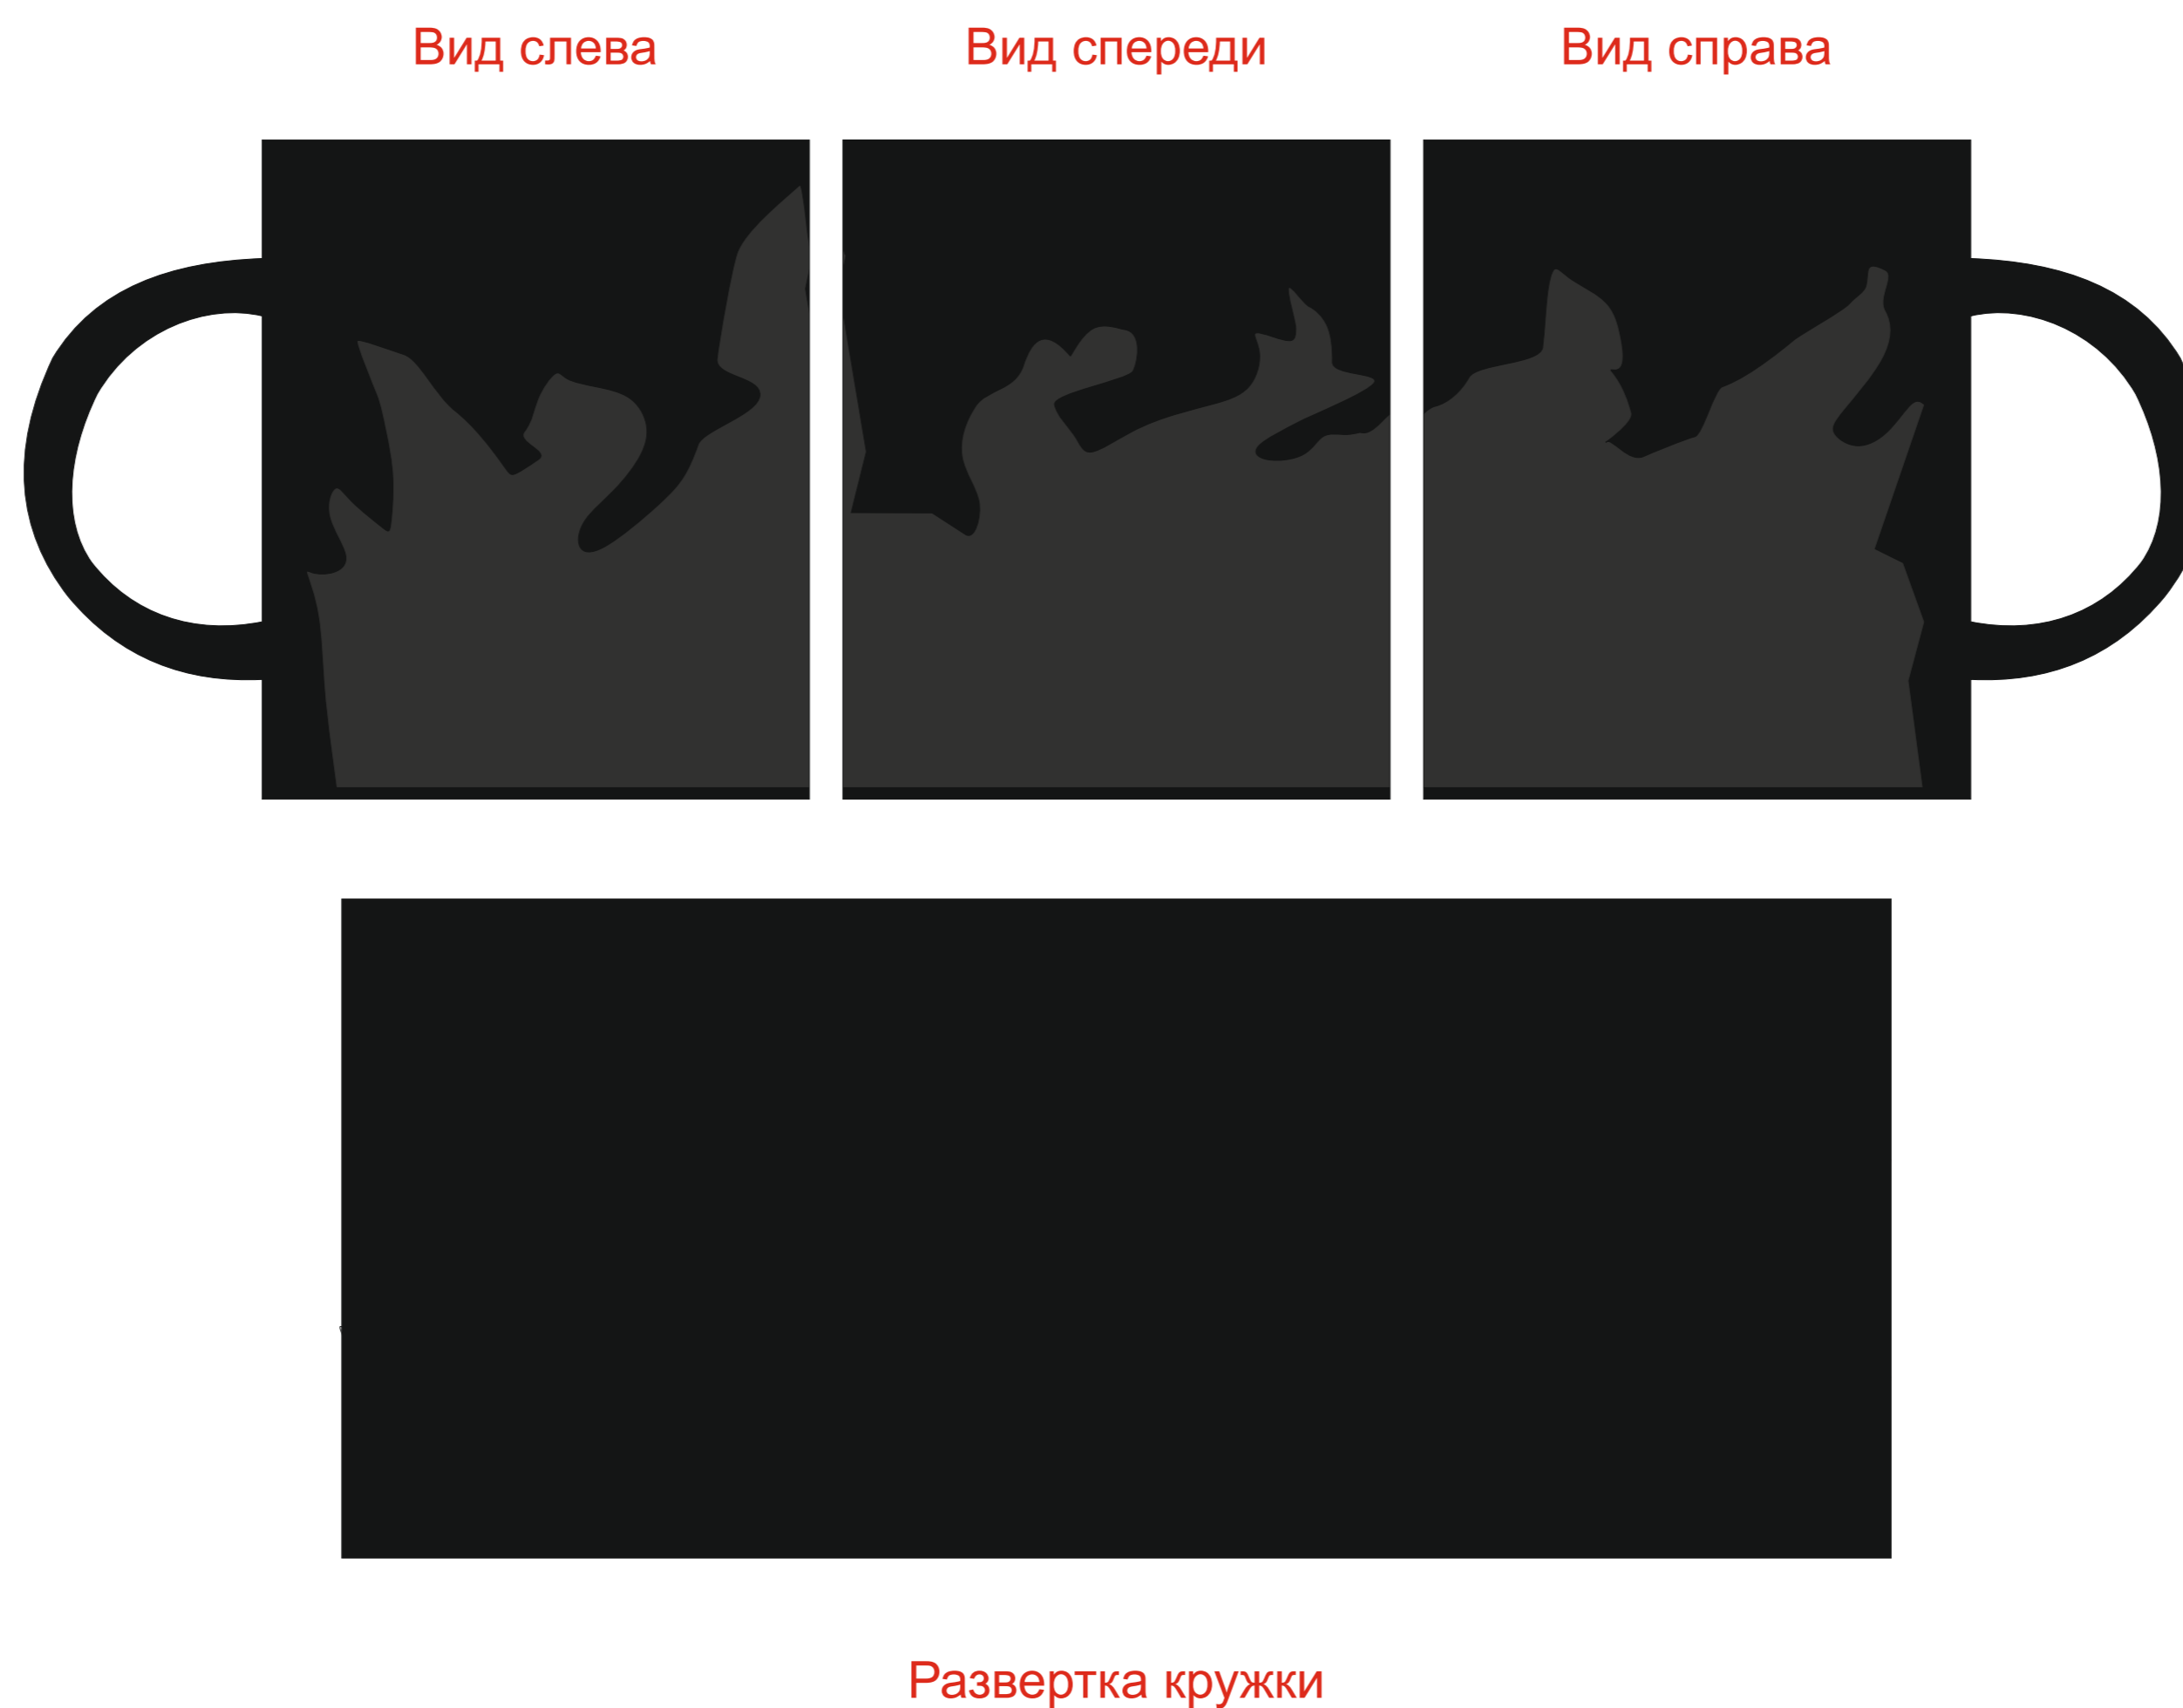 Вид слева
Вид спереди
Вид справа
Развертка кружки